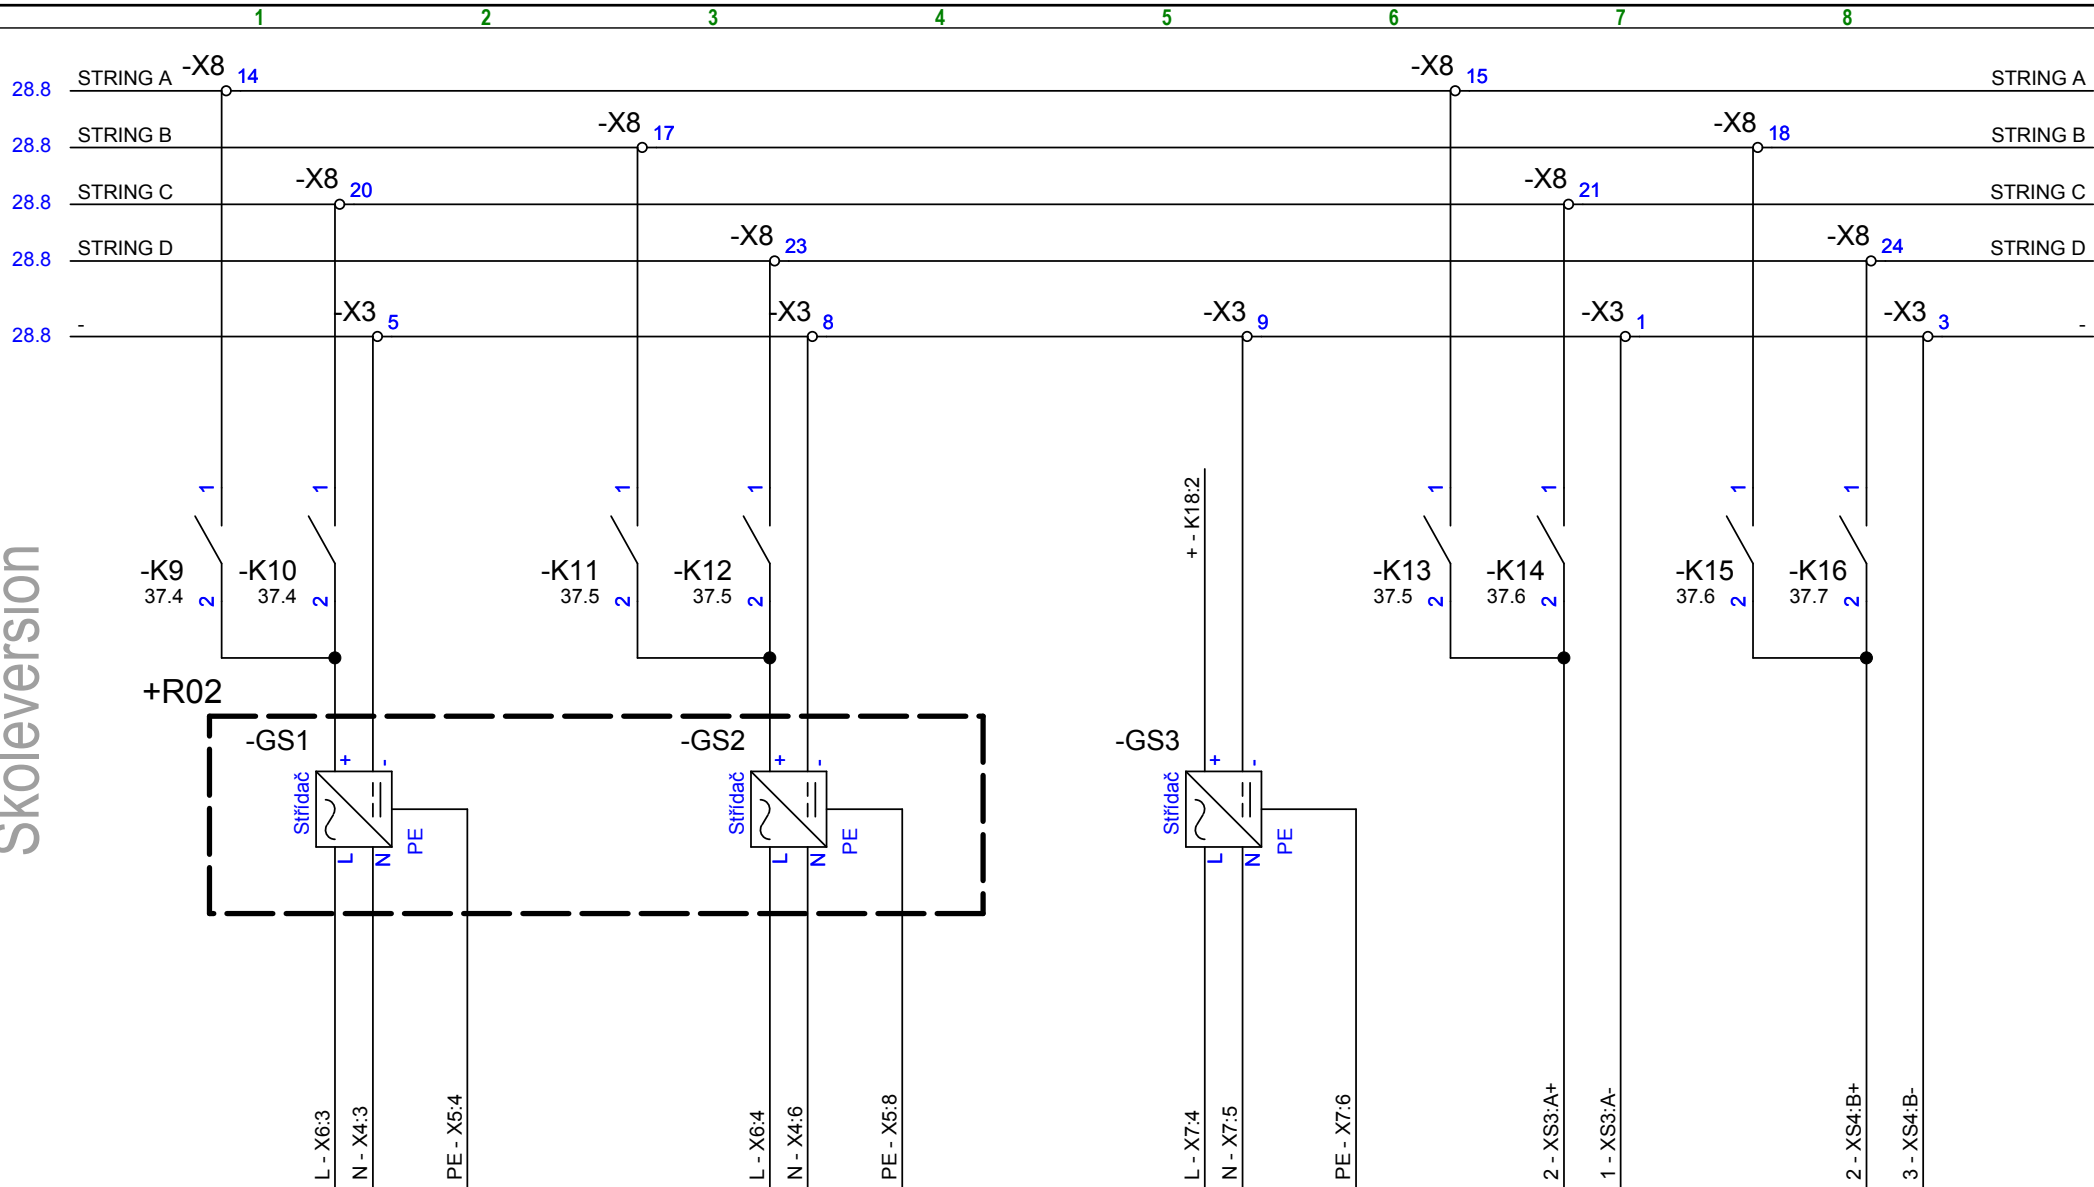 1 2 3 4 5 6 7 8
28.8 STRING A -X8 14 -X8 15 STRING A
28.8 STRING B -X8 17 -X8 18 STRING B
28.8 STRING C -X8 20 -X8 21 STRING C
28.8 STRING D -X8 23 -X8 24 STRING D
28.8 - -X3 5 -X3 8 -X3 9 -X3 1 -X3 3 -
1 1 1 1 + - K18:2 1 1 1 1
-K9 -K10 -K11 -K12 -K13 -K14 -K15 -K16
37.4 2 37.4 2 37.5 2 37.5 2 37.5 2 37.6 2 37.6 2 37.7 2
Skoleversion
+R02
-GS1 + - -GS2 + - -GS3 + -
Střídač Střídač Střídač
L N PE L N PE L N PE
L - X6:3
N - X4:3
PE - X5:4
L - X6:4
N - X4:6
PE - X5:8
L - X7:4
N - X7:5
PE - X7:6
2 - XS3:A+
1 - XS3:A-
2 - XS4:B+
3 - XS4:B-